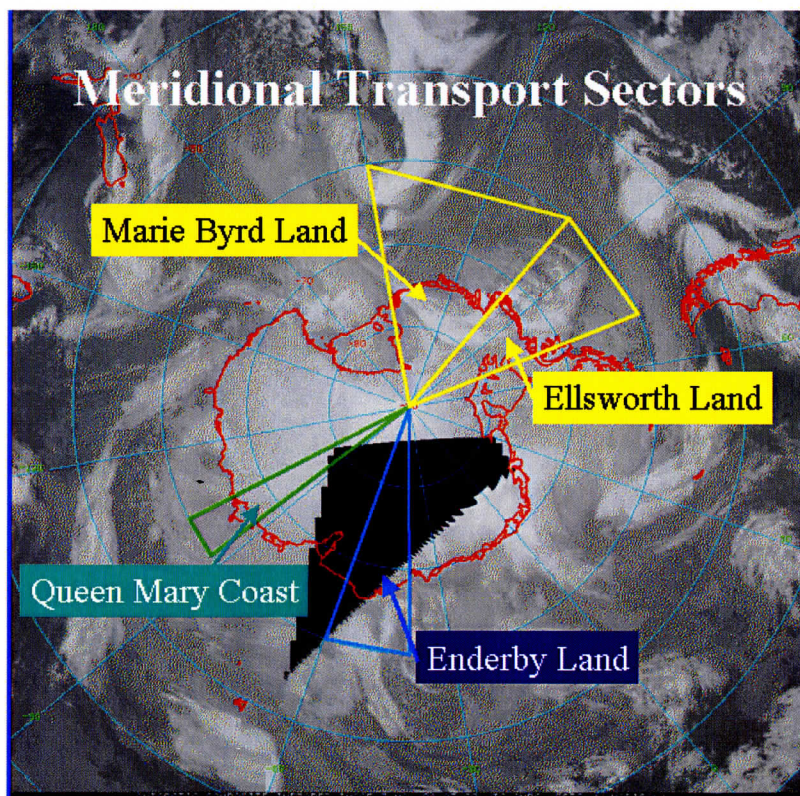 Meridional Transport Sectors
Marie Byrd Land
Ellsworth Land
Queen Mary Coast
Enderby Land